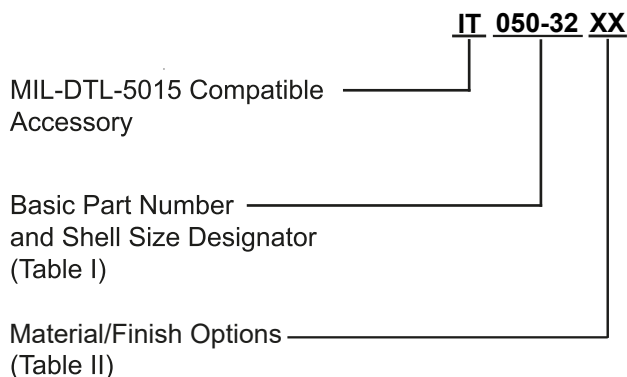 IT 050-32 XX
MIL-DTL-5015 Compatible
Accessory
Basic Part Number
and Shell Size Designator
(Table I)
Material/Finish Options
(Table II)